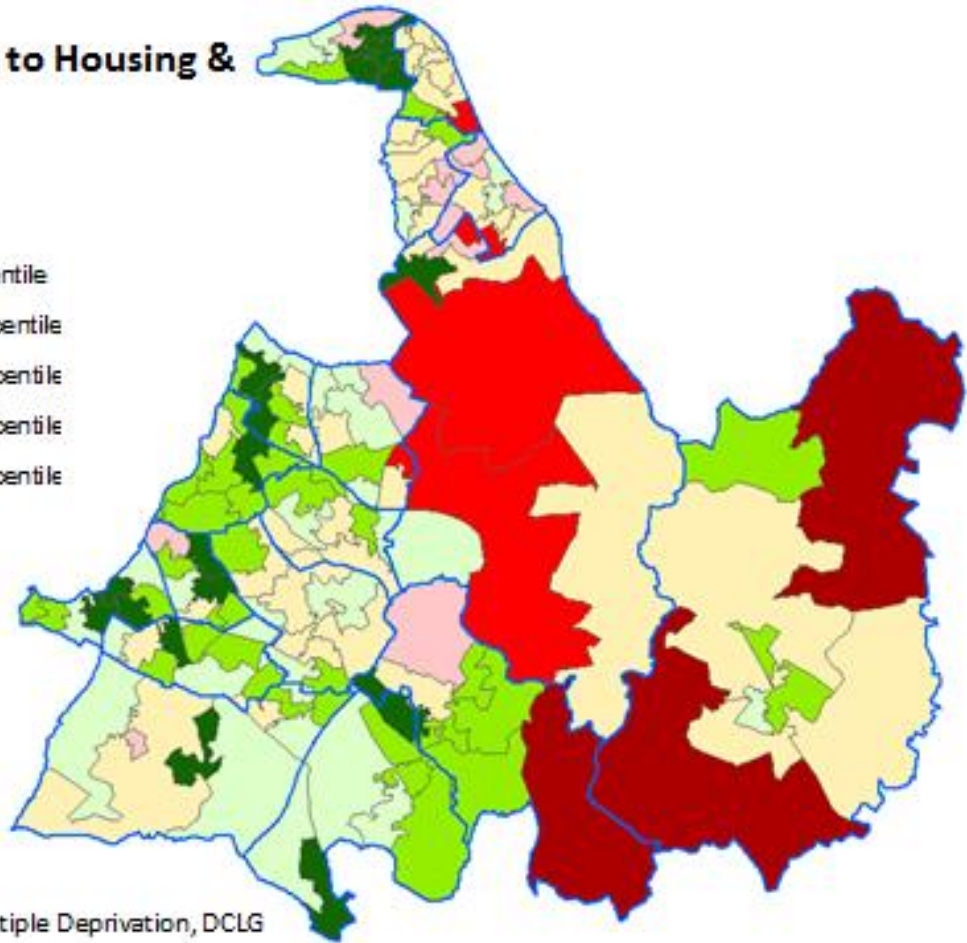 to Housing &
ntile
entile
entile
entile
entile
tiple Deprivation, DCLG